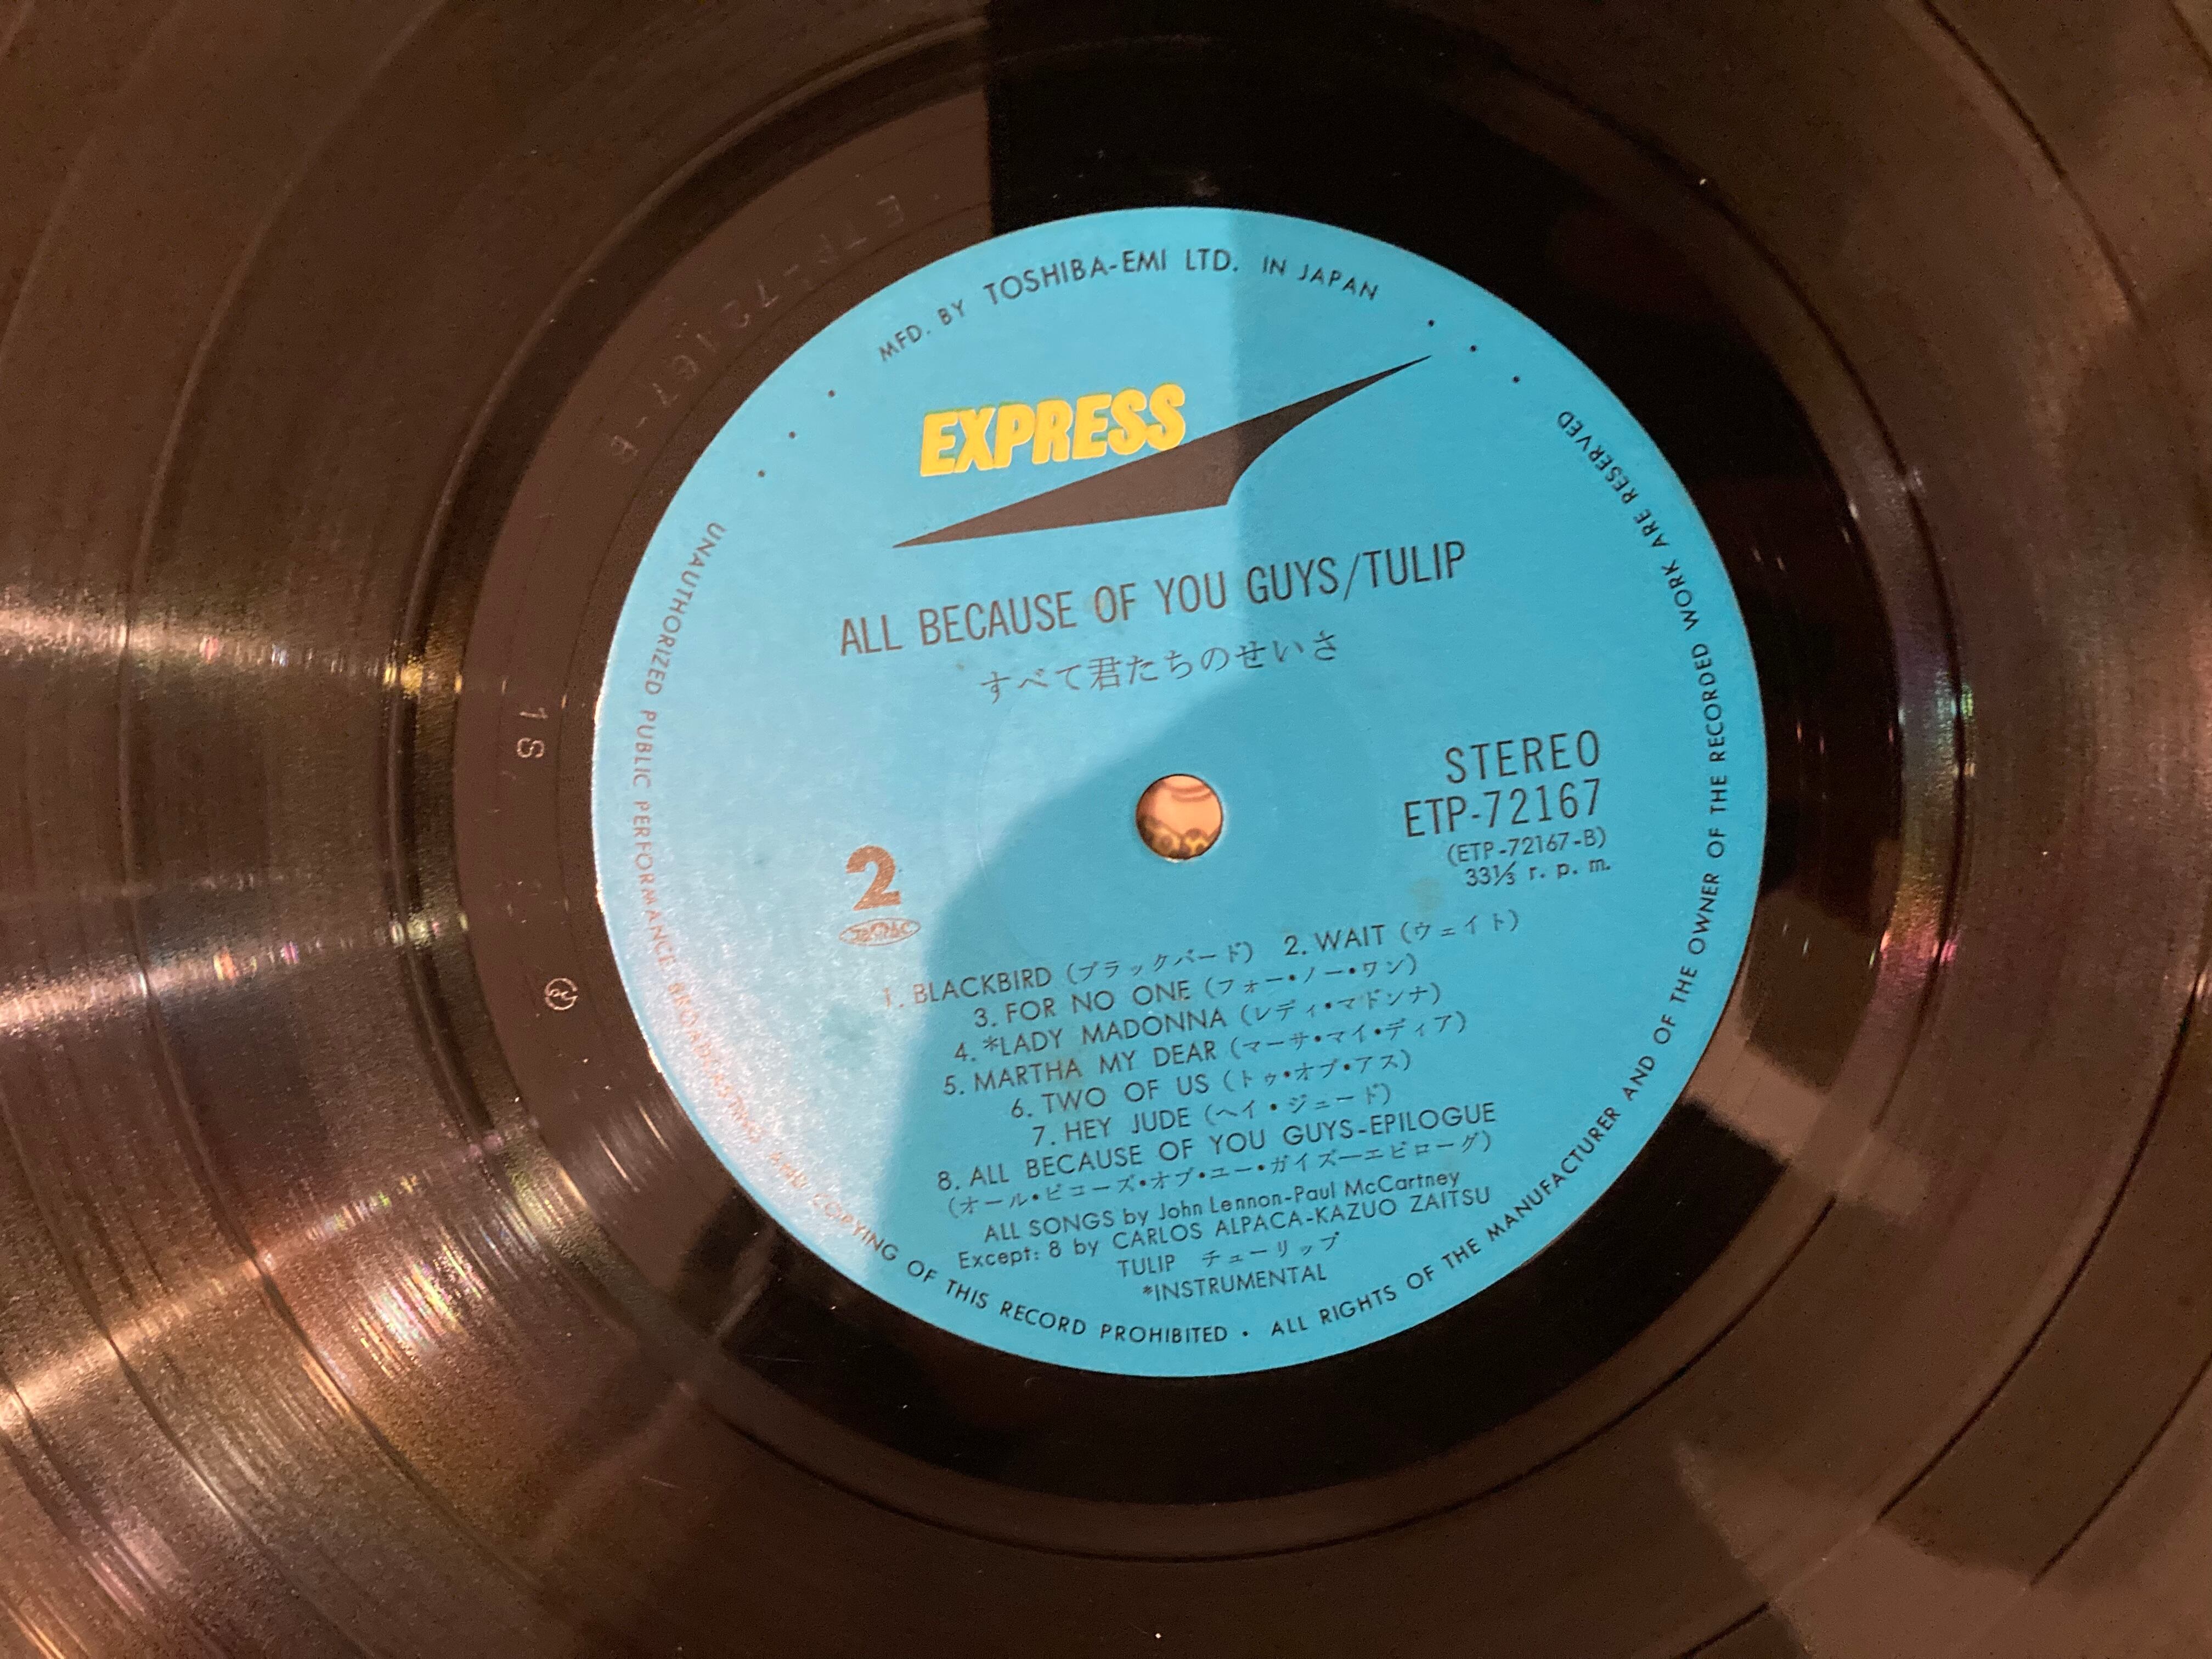 MFD. BY TOSHIBA-EMI LTD. IN JAPAN
EXPRESS
ALL BECAUSE OF YOU GUYS/TULIP
すべて君たちのせいさ
STEREO
ETP-72167
(ETP-72167-B)
33⅓ r. p. m.
2
1. BLACKBIRD (ブラックバード) 2. WAIT (ウェイト)
3. FOR NO ONE (フォー・ノー・ワン)
4. *LADY MADONNA (レディ・マドンナ)
5. MARTHA MY DEAR (マーサ・マイ・ディア)
6. TWO OF US (トゥ・オブ・アス)
7. HEY JUDE (ヘイ・ジュード)
8. ALL BECAUSE OF YOU GUYS-EPILOGUE
(オール・ビコーズ・オブ・ユー・ガイズ―エピローグ)
ALL SONGS by John Lennon-Paul McCartney
Except: 8 by CARLOS ALPACA-KAZUO ZAITSU
TULIP チューリップ
*INSTRUMENTAL
UNAUTHORIZED PUBLIC PERFORMANCE BROADCASTING AND COPYING OF THIS RECORD PROHIBITED · ALL RIGHTS OF THE MANUFACTURER AND OF THE OWNER OF THE RECORDED WORK ARE RESERVED
ETP-72167-B
1S